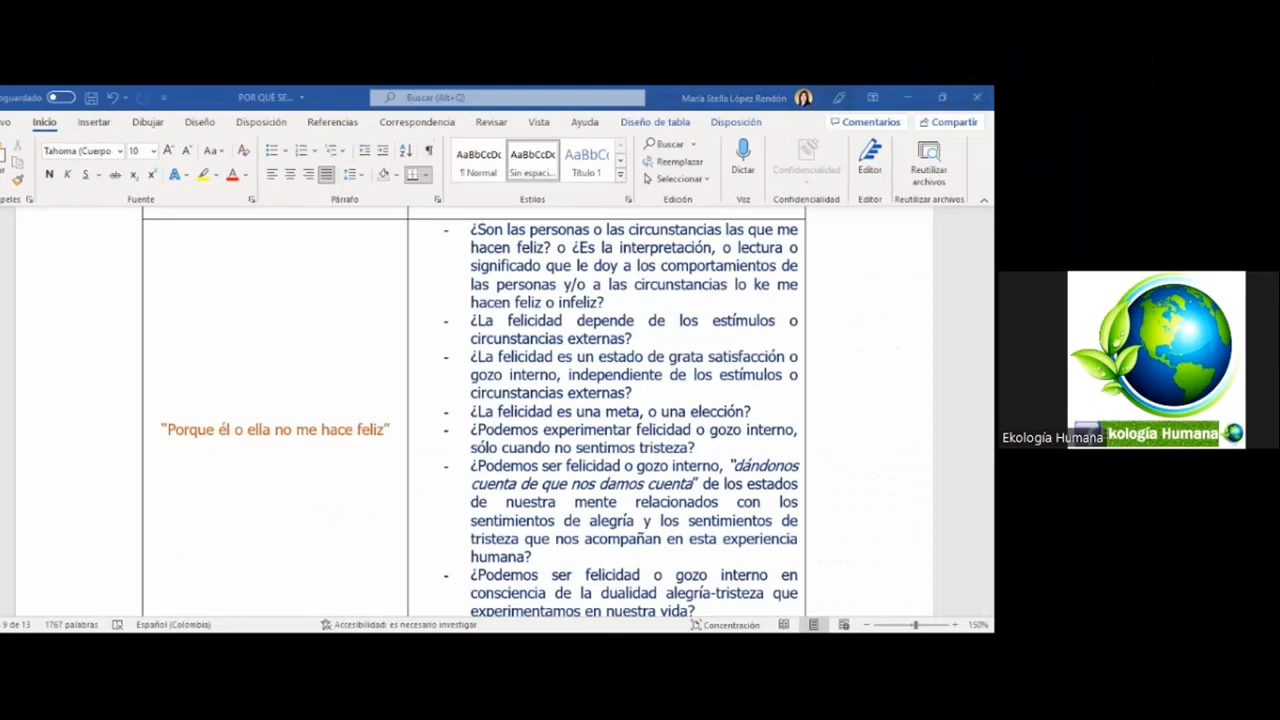 oguardado
POR QUÉ SE...
Buscar (Alt+Q)
María Stella López Rendón
vo Inicio Insertar Dibujar Diseño Disposición Referencias Correspondencia Revisar Vista Ayuda Diseño de tabla Disposición Comentarios Compartir
Tahoma (Cuerpo 10
N K S
AaBbCcDc AaBbCcDc AaBbC
¶ Normal Sin espaci... Título 1
Buscar
Reemplazar
Seleccionar
Dictar
Confidencialidad
Editor
Reutilizar
archivos
peles Fuente Párrafo Estilos Edición Voz Confidencialidad Editor Reutilizar archivos
“Porque él o ella no me hace feliz”
- ¿Son las personas o las circunstancias las que me
hacen feliz? o ¿Es la interpretación, o lectura o
significado que le doy a los comportamientos de
las personas y/o a las circunstancias lo ke me
hacen feliz o infeliz?
- ¿La felicidad depende de los estímulos o
circunstancias externas?
- ¿La felicidad es un estado de grata satisfacción o
gozo interno, independiente de los estímulos o
circunstancias externas?
- ¿La felicidad es una meta, o una elección?
- ¿Podemos experimentar felicidad o gozo interno,
sólo cuando no sentimos tristeza?
- ¿Podemos ser felicidad o gozo interno, “dándonos
cuenta de que nos damos cuenta” de los estados
de nuestra mente relacionados con los
sentimientos de alegría y los sentimientos de
tristeza que nos acompañan en esta experiencia
humana?
- ¿Podemos ser felicidad o gozo interno en
consciencia de la dualidad alegría-tristeza que
experimentamos en nuestra vida?
9 de 13 1767 palabras Español (Colombia) Accesibilidad: es necesario investigar Concentración 150%
kología Humana
Ekología Humana